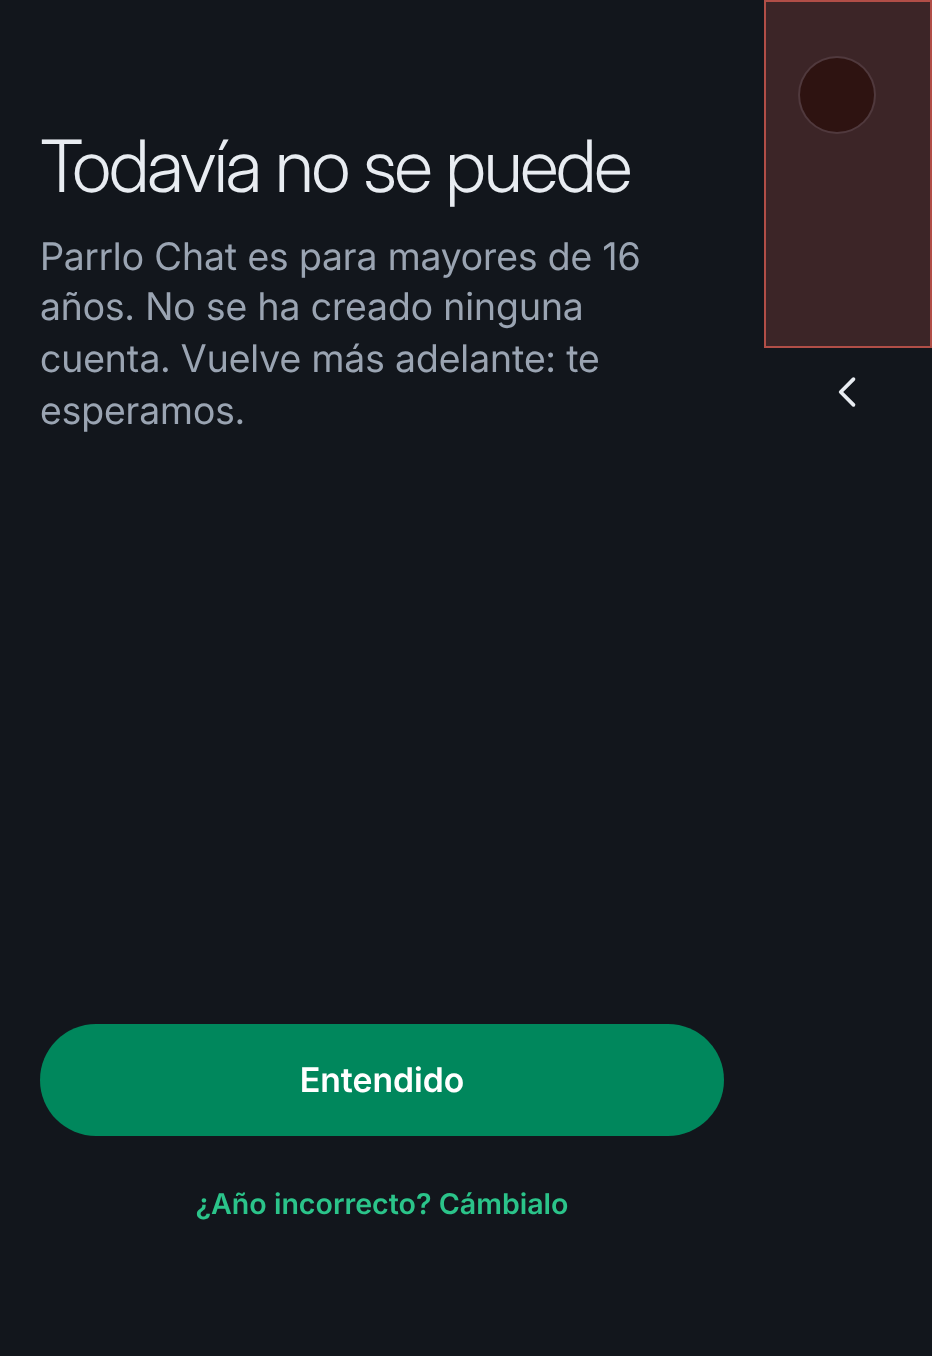 Todavía no se puede
Parrlo Chat es para mayores de 16
años. No se ha creado ninguna
cuenta. Vuelve más adelante: te
esperamos.
Entendido
¿Año incorrecto? Cámbialo